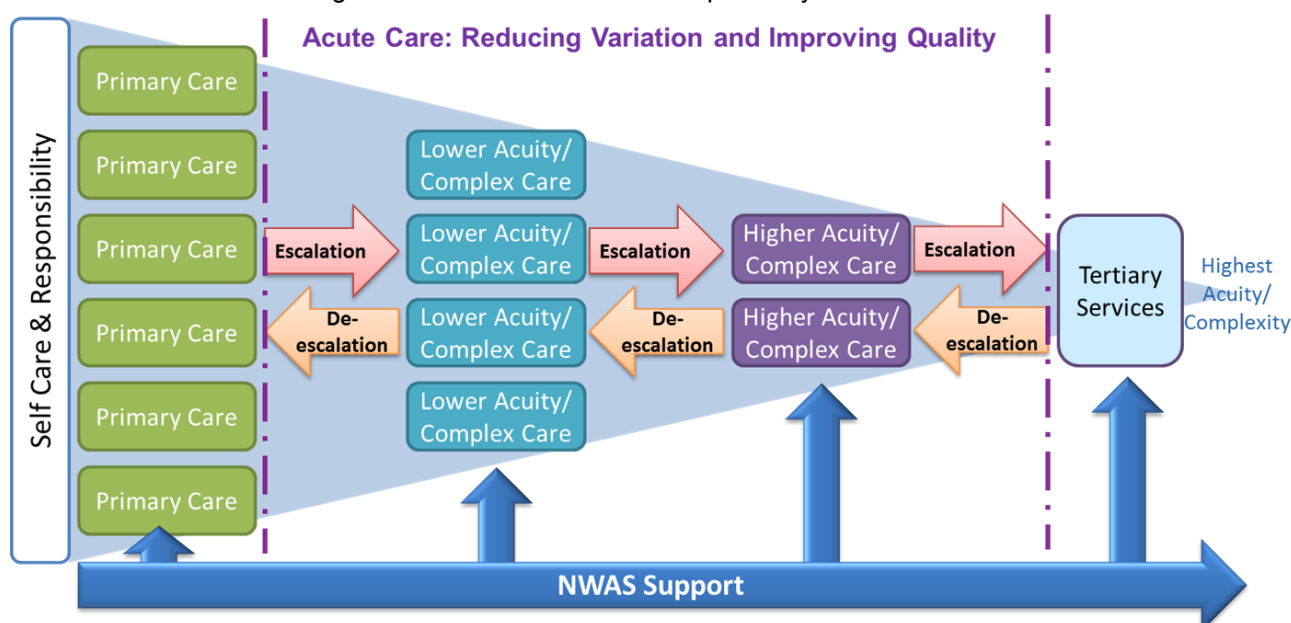 Acute Care: Reducing Variation and Improving Quality
Self Care & Responsibility
Primary Care
Primary Care
Primary Care
Primary Care
Primary Care
Primary Care
Escalation
De-
escalation
Lower Acuity/
Complex Care
Lower Acuity/
Complex Care
Lower Acuity/
Complex Care
Lower Acuity/
Complex Care
Escalation
De-
escalation
Higher Acuity/
Complex Care
Higher Acuity/
Complex Care
Escalation
De-
escalation
Tertiary
Services
Highest
Acuity/
Complexity
NWAS Support